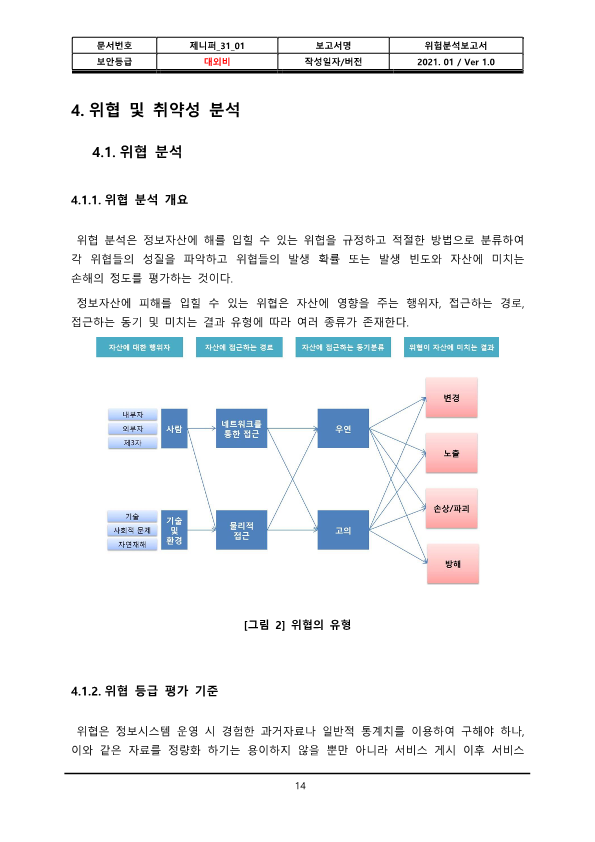 문서번호 제니퍼_31_01 보고서명 위험분석보고서
보안등급 대외비 작성일자/버전 2021. 01 / Ver 1.0
4. 위협 및 취약성 분석
4.1. 위협 분석
4.1.1. 위협 분석 개요
위협 분석은 정보자산에 해를 입힐 수 있는 위협을 규정하고 적절한 방법으로 분류하여
각 위협들의 성질을 파악하고 위협들의 발생 확률 또는 발생 빈도와 자산에 미치는
손해의 정도를 평가하는 것이다.
정보자산에 피해를 입힐 수 있는 위협은 자산에 영향을 주는 행위자, 접근하는 경로,
접근하는 동기 및 미치는 결과 유형에 따라 여러 종류가 존재한다.
자산에 대한 행위자 자산에 접근하는 경로 자산에 접근하는 동기분류 위협이 자산에 미치는 결과
내부자
외부자
제3자
사람
네트워크를
통한 접근
우연
변경
노출
기술
사회적 문제
자연재해
기술
및
환경
물리적
접근
고의
손상/파괴
방해
[그림 2] 위협의 유형
4.1.2. 위협 등급 평가 기준
위협은 정보시스템 운영 시 경험한 과거자료나 일반적 통계치를 이용하여 구해야 하나,
이와 같은 자료를 정량화 하기는 용이하지 않을 뿐만 아니라 서비스 게시 이후 서비스
14